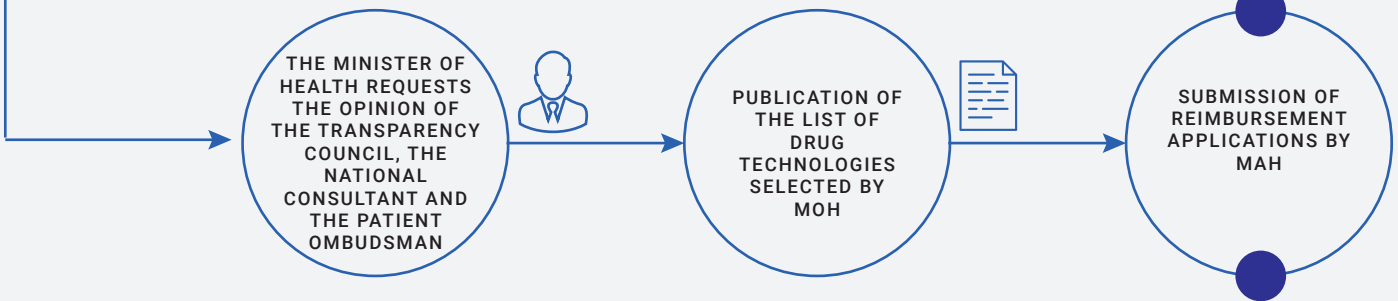 THE MINISTER OF
HEALTH REQUESTS
THE OPINION OF
THE TRANSPARENCY
COUNCIL, THE
NATIONAL
CONSULTANT AND
THE PATIENT
OMBUDSMAN
PUBLICATION OF
THE LIST OF
DRUG
TECHNOLOGIES
SELECTED BY
MOH
SUBMISSION OF
REIMBURSEMENT
APPLICATIONS BY
MAH